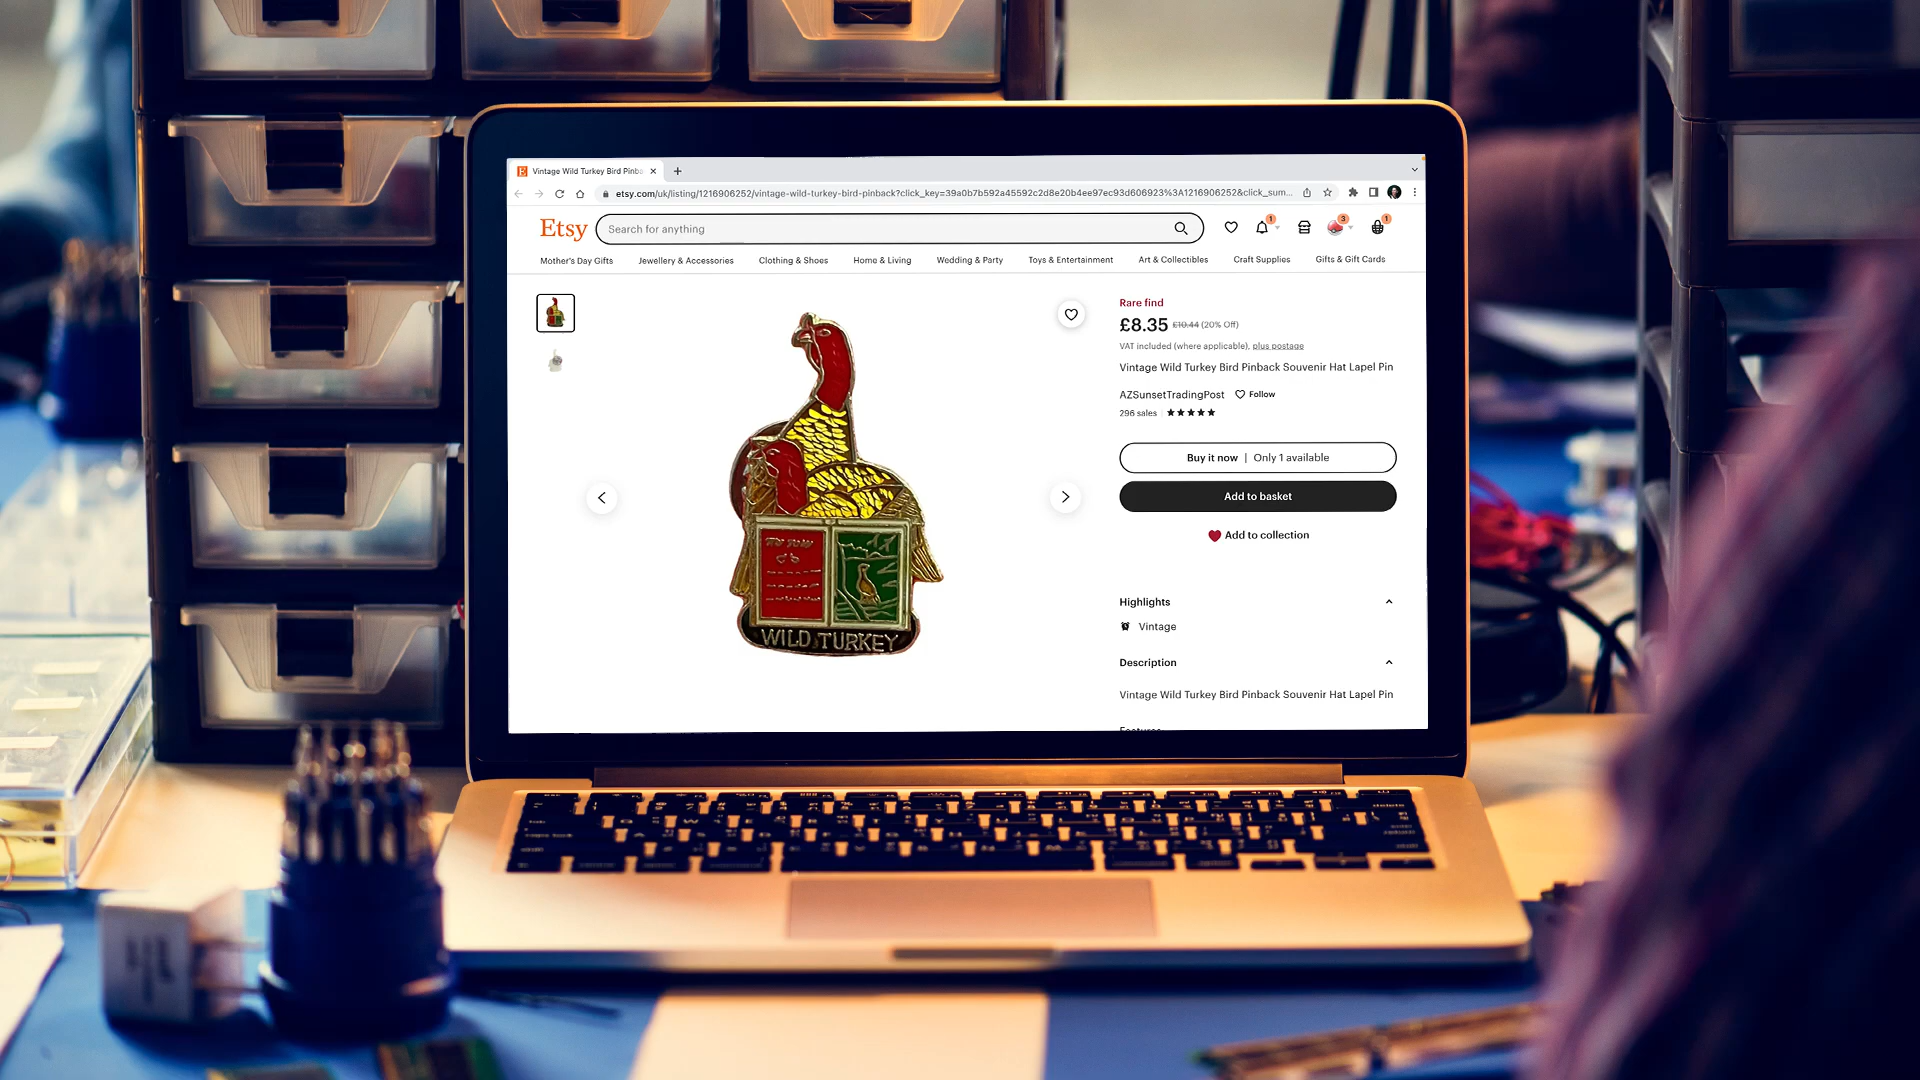 Vintage Wild Turkey Bird Pinba
etsy.com/uk/listing/1216906252/vintage-wild-turkey-bird-pinback?click_key=39a0b7b592a45592c2d8e20b4ee97ec93d606923%3A1216906252&click_sum...
Etsy
Search for anything
1
3
1
Mother's Day Gifts
Jewellery & Accessories
Clothing & Shoes
Home & Living
Wedding & Party
Toys & Entertainment
Art & Collectibles
Craft Supplies
Gifts & Gift Cards
Rare find
£8.35 £10.44 (20% Off)
VAT included (where applicable), plus postage
Vintage Wild Turkey Bird Pinback Souvenir Hat Lapel Pin
AZSunsetTradingPost Follow
296 sales
Buy it now | Only 1 available
Add to basket
Add to collection
Highlights
Vintage
Description
Vintage Wild Turkey Bird Pinback Souvenir Hat Lapel Pin
WILD TURKEY